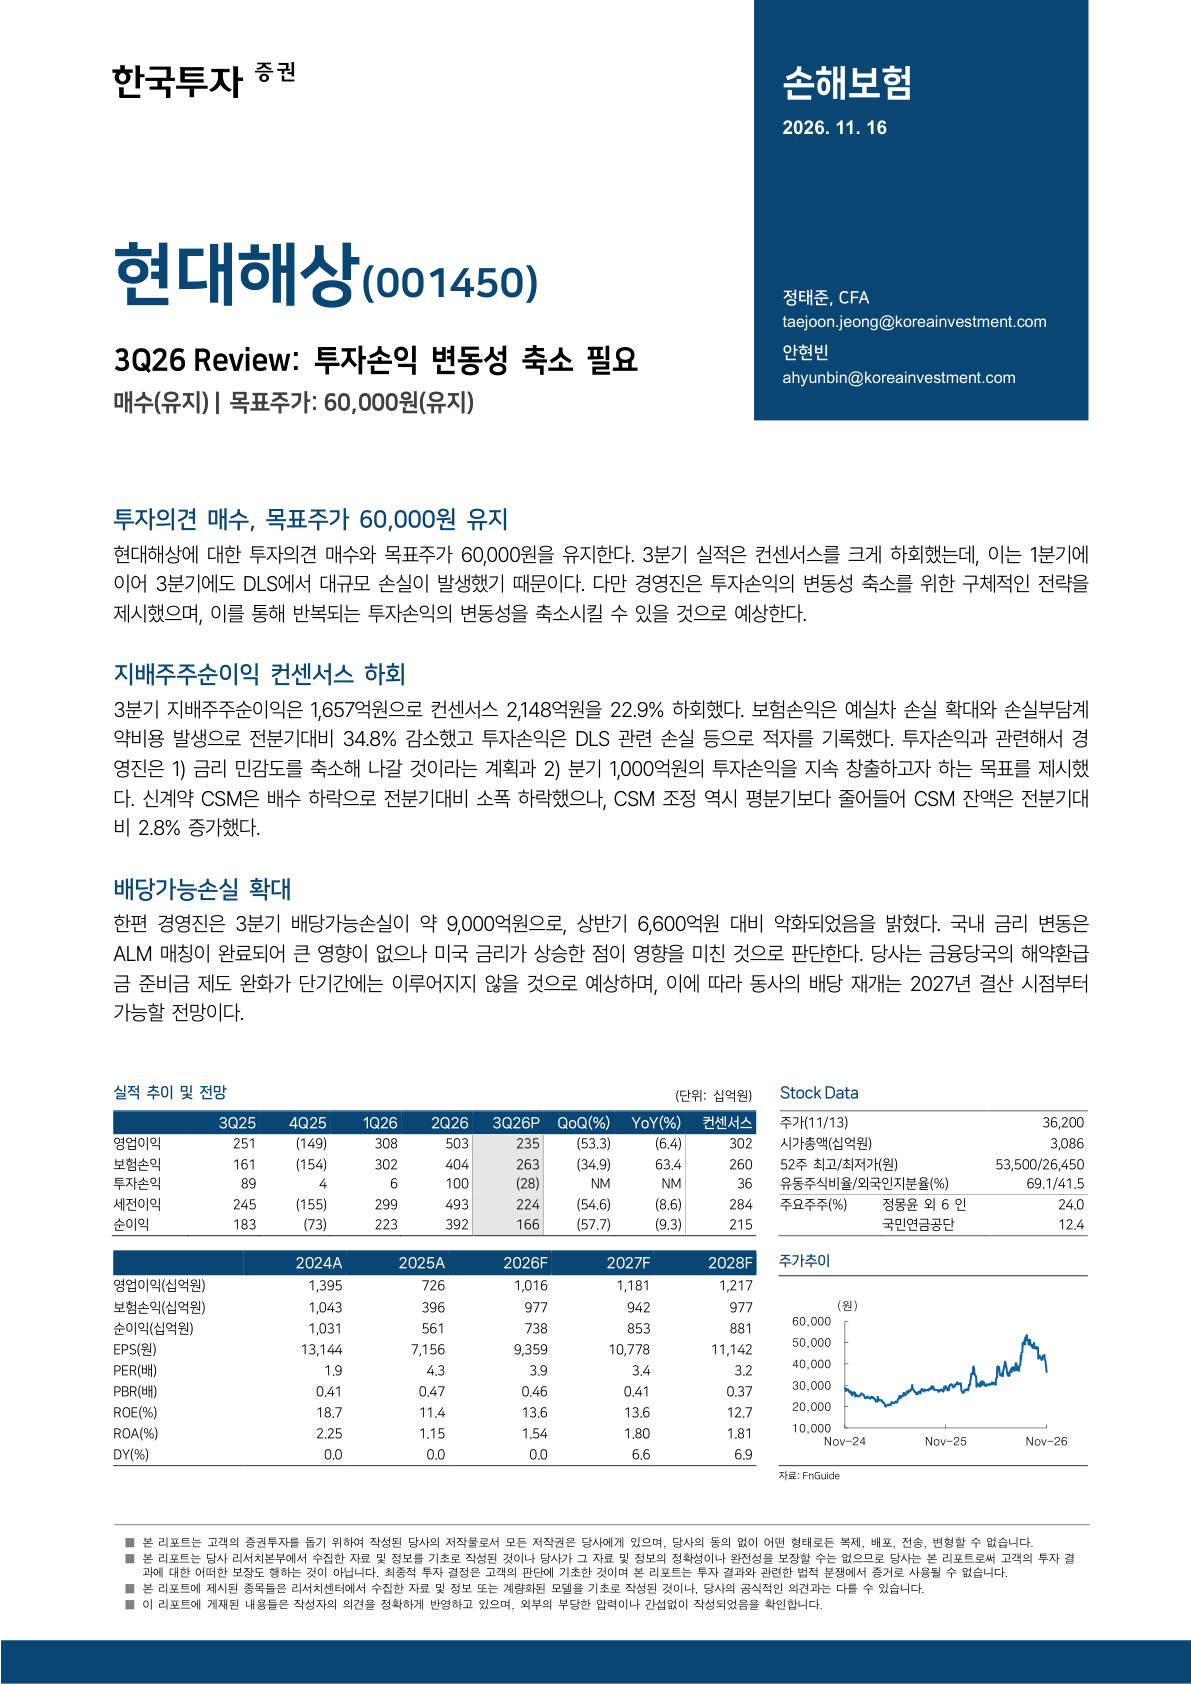 한국투자 증권
손해보험
2026. 11. 16
현대해상(001450)
정태준, CFA
taejoon.jeong@koreainvestment.com
안현빈
ahyunbin@koreainvestment.com
3Q26 Review: 투자손익 변동성 축소 필요
매수(유지) | 목표주가: 60,000원(유지)
투자의견 매수, 목표주가 60,000원 유지
현대해상에 대한 투자의견 매수와 목표주가 60,000원을 유지한다. 3분기 실적은 컨센서스를 크게 하회했는데, 이는 1분기에
이어 3분기에도 DLS에서 대규모 손실이 발생했기 때문이다. 다만 경영진은 투자손익의 변동성 축소를 위한 구체적인 전략을
제시했으며, 이를 통해 반복되는 투자손익의 변동성을 축소시킬 수 있을 것으로 예상한다.
지배주주순이익 컨센서스 하회
3분기 지배주주순이익은 1,657억원으로 컨센서스 2,148억원을 22.9% 하회했다. 보험손익은 예실차 손실 확대와 손실부담계
약비용 발생으로 전분기대비 34.8% 감소했고 투자손익은 DLS 관련 손실 등으로 적자를 기록했다. 투자손익과 관련해서 경
영진은 1) 금리 민감도를 축소해 나갈 것이라는 계획과 2) 분기 1,000억원의 투자손익을 지속 창출하고자 하는 목표를 제시했
다. 신계약 CSM은 배수 하락으로 전분기대비 소폭 하락했으나, CSM 조정 역시 평분기보다 줄어들어 CSM 잔액은 전분기대
비 2.8% 증가했다.
배당가능손실 확대
한편 경영진은 3분기 배당가능손실이 약 9,000억원으로, 상반기 6,600억원 대비 악화되었음을 밝혔다. 국내 금리 변동은
ALM 매칭이 완료되어 큰 영향이 없으나 미국 금리가 상승한 점이 영향을 미친 것으로 판단한다. 당사는 금융당국의 해약환급
금 준비금 제도 완화가 단기간에는 이루어지지 않을 것으로 예상하며, 이에 따라 동사의 배당 재개는 2027년 결산 시점부터
가능할 전망이다.
실적 추이 및 전망 (단위: 십억원)
3Q25 4Q25 1Q26 2Q26 3Q26P QoQ(%) YoY(%) 컨센서스
영업이익 251 (149) 308 503 235 (53.3) (6.4) 302
보험손익 161 (154) 302 404 263 (34.9) 63.4 260
투자손익 89 4 6 100 (28) NM NM 36
세전이익 245 (155) 299 493 224 (54.6) (8.6) 284
순이익 183 (73) 223 392 166 (57.7) (9.3) 215
2024A 2025A 2026F 2027F 2028F
영업이익(십억원) 1,395 726 1,016 1,181 1,217
보험손익(십억원) 1,043 396 977 942 977
순이익(십억원) 1,031 561 738 853 881
EPS(원) 13,144 7,156 9,359 10,778 11,142
PER(배) 1.9 4.3 3.9 3.4 3.2
PBR(배) 0.41 0.47 0.46 0.41 0.37
ROE(%) 18.7 11.4 13.6 13.6 12.7
ROA(%) 2.25 1.15 1.54 1.80 1.81
DY(%) 0.0 0.0 0.0 6.6 6.9
Stock Data
주가(11/13) 36,200
시가총액(십억원) 3,086
52주 최고/최저가(원) 53,500/26,450
유동주식비율/외국인지분율(%) 69.1/41.5
주요주주(%) 정몽윤 외 6 인 24.0
국민연금공단 12.4
주가추이
(원)
60,000
50,000
40,000
30,000
20,000
10,000
Nov-24 Nov-25 Nov-26
자료: FnGuide
■ 본 리포트는 고객의 증권투자를 돕기 위하여 작성된 당사의 저작물로서 모든 저작권은 당사에게 있으며, 당사의 동의 없이 어떤 형태로든 복제, 배포, 전송, 변형할 수 없습니다.
■ 본 리포트는 당사 리서치본부에서 수집한 자료 및 정보를 기초로 작성된 것이나 당사가 그 자료 및 정보의 정확성이나 완전성을 보장할 수는 없으므로 당사는 본 리포트로써 고객의 투자 결
과에 대한 어떠한 보장도 행하는 것이 아닙니다. 최종적 투자 결정은 고객의 판단에 기초한 것이며 본 리포트는 투자 결과와 관련한 법적 분쟁에서 증거로 사용될 수 없습니다.
■ 본 리포트에 제시된 종목들은 리서치센터에서 수집한 자료 및 정보 또는 계량화된 모델을 기초로 작성된 것이나, 당사의 공식적인 의견과는 다를 수 있습니다.
■ 이 리포트에 게재된 내용들은 작성자의 의견을 정확하게 반영하고 있으며, 외부의 부당한 압력이나 간섭없이 작성되었음을 확인합니다.